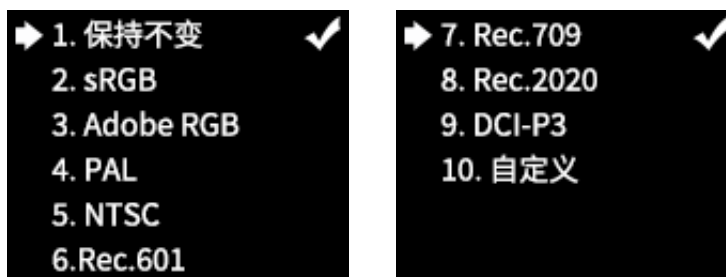 1. 保持不变
2. sRGB
3. Adobe RGB
4. PAL
5. NTSC
6.Rec.601
7. Rec.709
8. Rec.2020
9. DCI-P3
10. 自定义